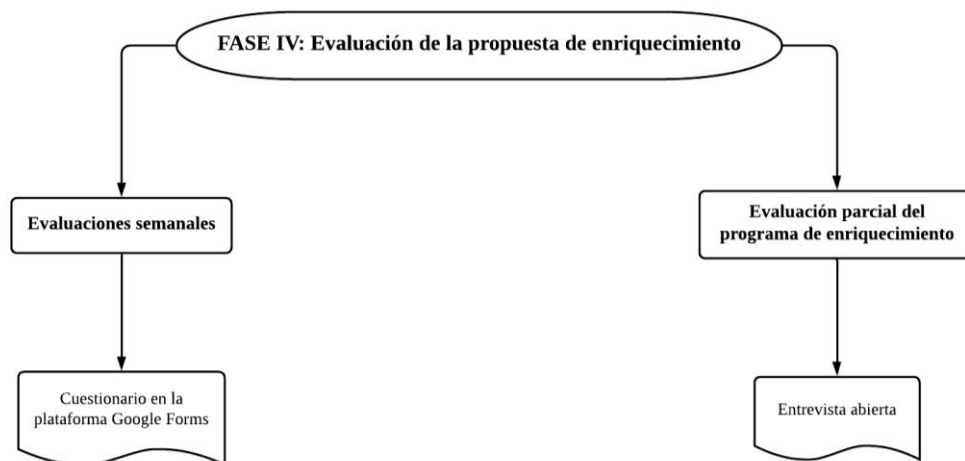 FASE IV: Evaluación de la propuesta de enriquecimiento
Evaluaciones semanales
Evaluación parcial del
programa de enriquecimiento
Cuestionario en la
plataforma Google Forms
Entrevista abierta